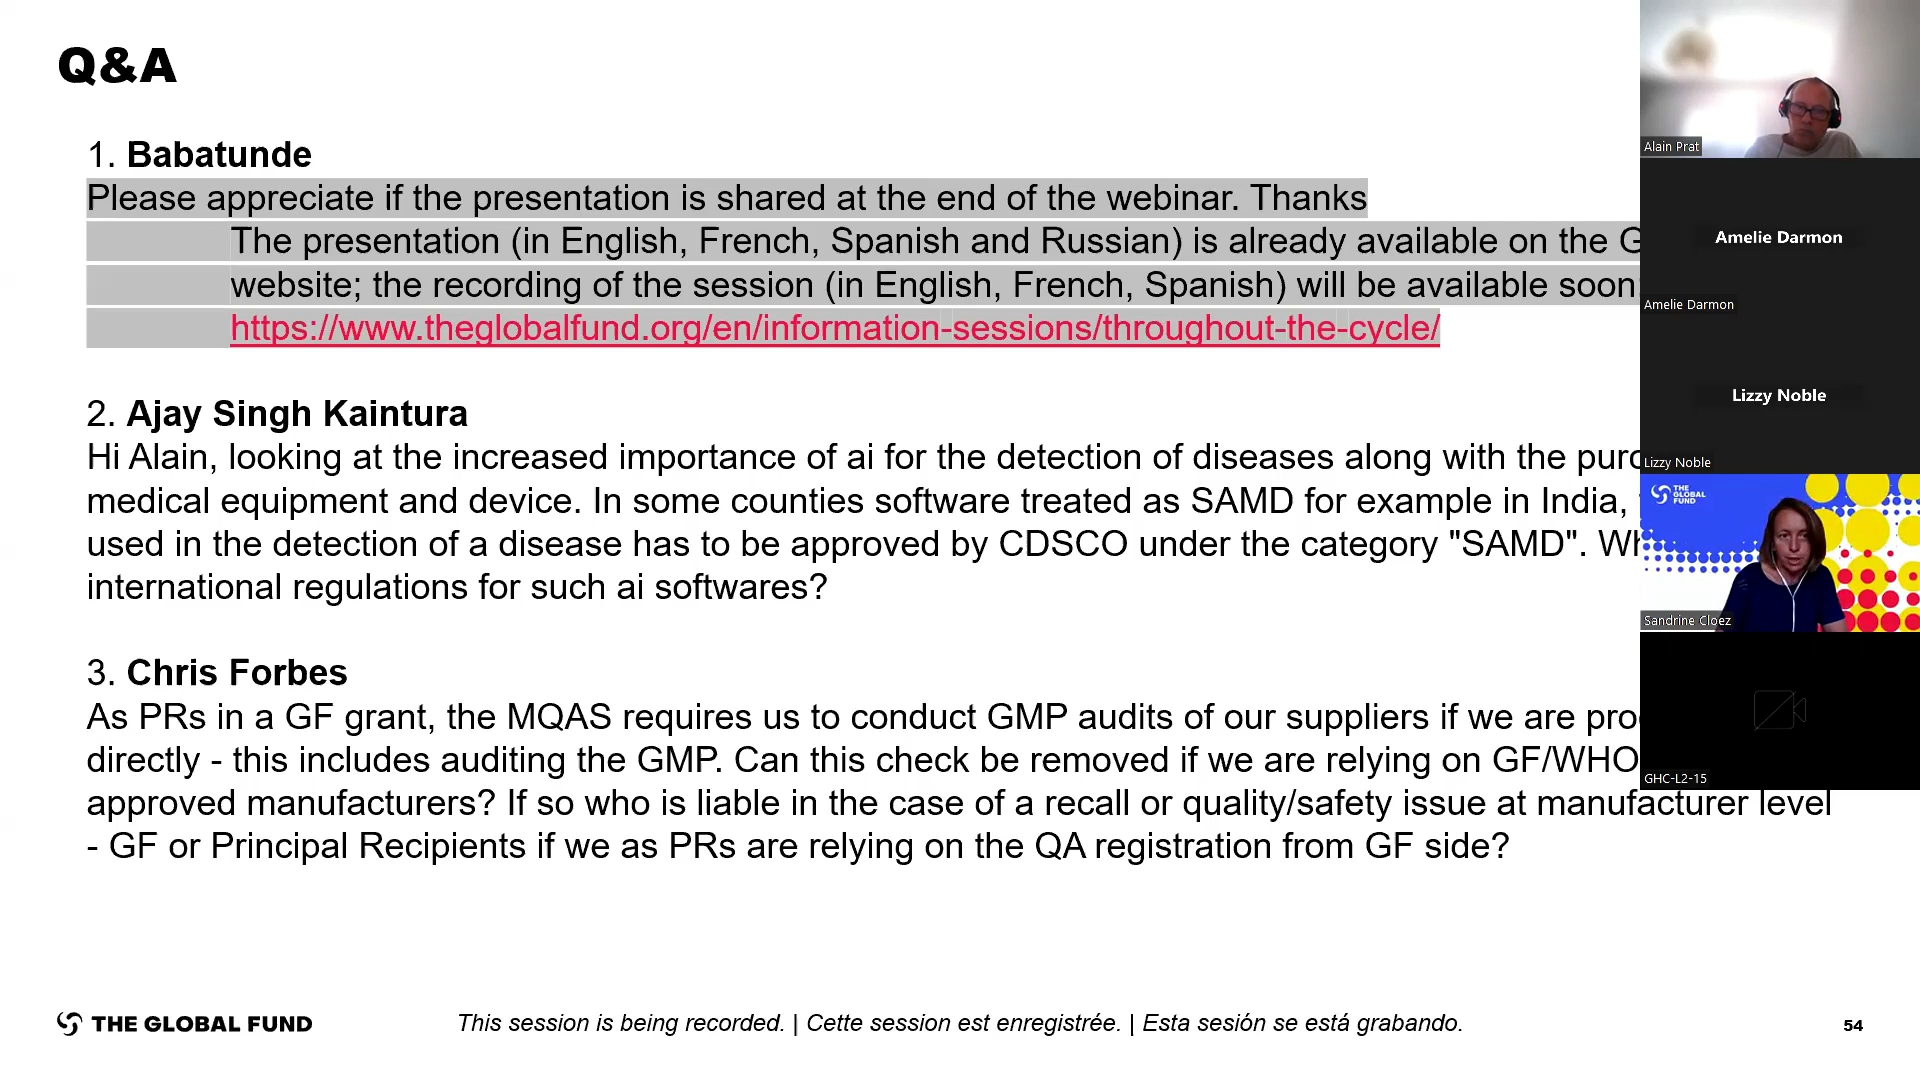 Q&A
1. Babatunde
Please appreciate if the presentation is shared at the end of the webinar. Thanks
The presentation (in English, French, Spanish and Russian) is already available on the
website; the recording of the session (in English, French, Spanish) will be available soon
https://www.theglobalfund.org/en/information-sessions/throughout-the-cycle/
2. Ajay Singh Kaintura
Hi Alain, looking at the increased importance of ai for the detection of diseases along with the
medical equipment and device. In some counties software treated as SAMD for example in India,
used in the detection of a disease has to be approved by CDSCO under the category "SAMD".
international regulations for such ai softwares?
3. Chris Forbes
As PRs in a GF grant, the MQAS requires us to conduct GMP audits of our suppliers if we are
directly - this includes auditing the GMP. Can this check be removed if we are relying on GF/WHO
approved manufacturers? If so who is liable in the case of a recall or quality/safety issue at manufacturer level
- GF or Principal Recipients if we as PRs are relying on the QA registration from GF side?
THE GLOBAL FUND
This session is being recorded. | Cette session est enregistrée. | Esta sesión se está grabando.
54
Alain Prat
Amelie Darmon
Amelie Darmon
Lizzy Noble
Lizzy Noble
THE
GLOBAL
FUND
Sandrine Cloez
GHC-L2-15